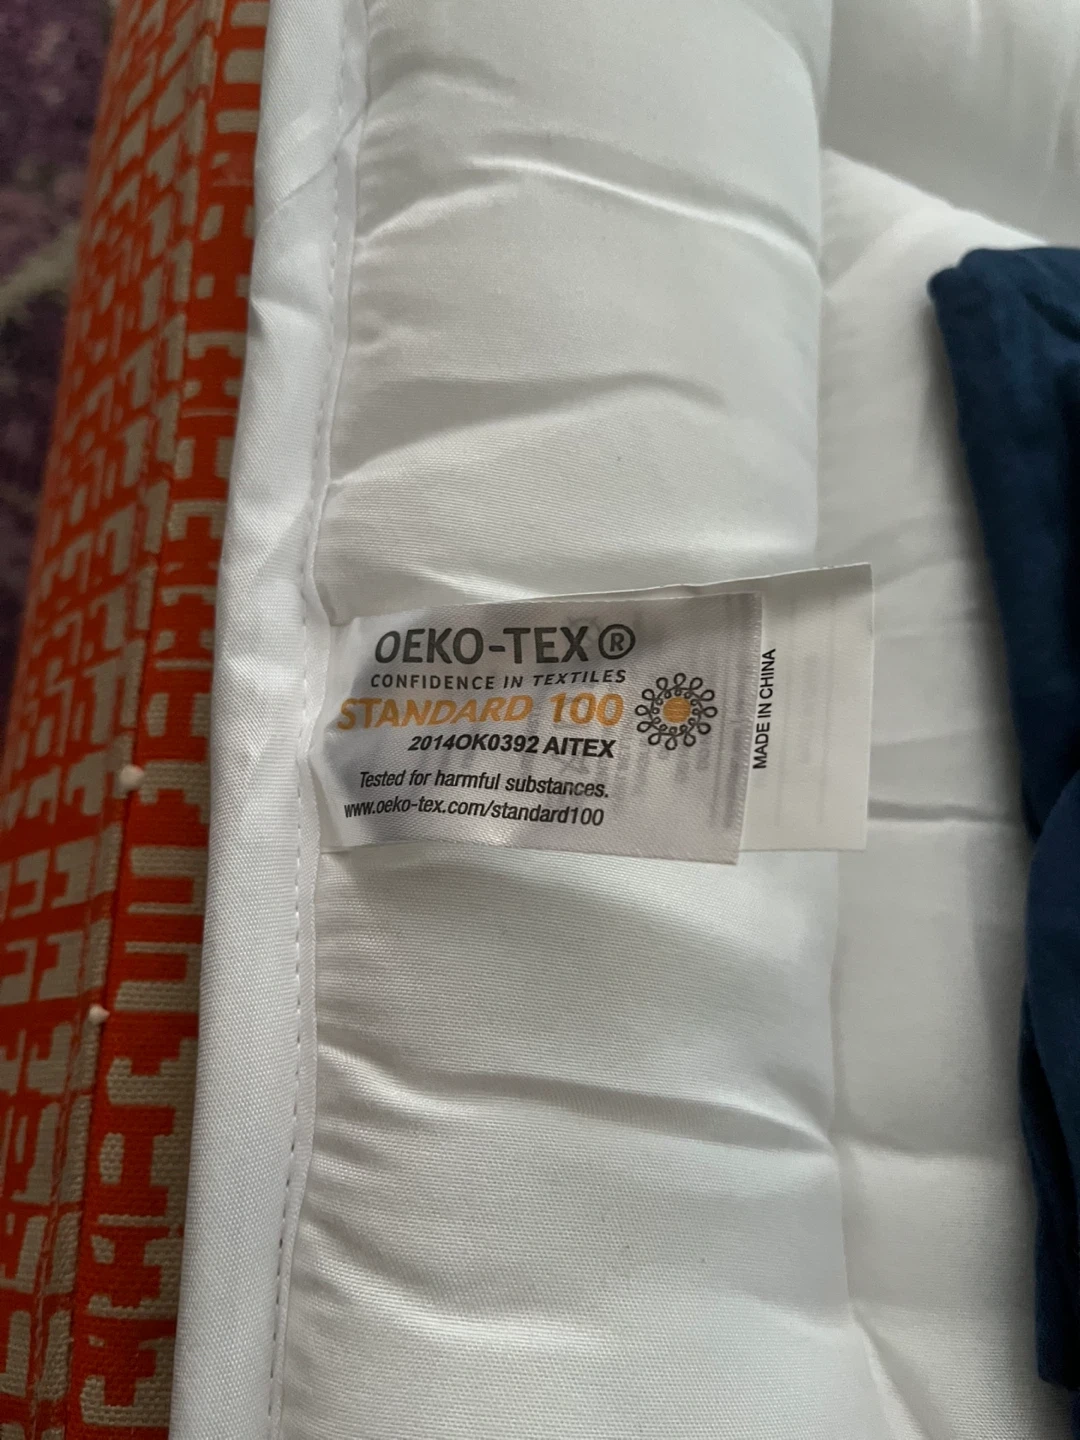 OEKO-TEX®
CONFIDENCE IN TEXTILES
STANDARD 100
2014OK0392 AITEX
Tested for harmful substances.
www.oeko-tex.com/standard100
MADE IN CHINA